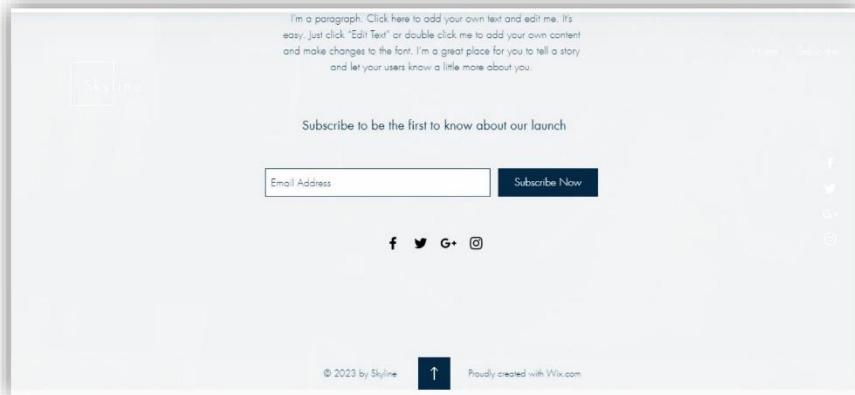 I'm a paragraph. Click here to add your own text and edit me. It's
easy. Just click "Edit Text" or double click me to add your own content
and make changes to the font. I'm a great place for you to tell a story
and let your users know a little more about you.
Home Subscribe
Skyline
Subscribe to be the first to know about our launch
Email Address
Subscribe Now
© 2023 by Skyline
Proudly created with Wix.com